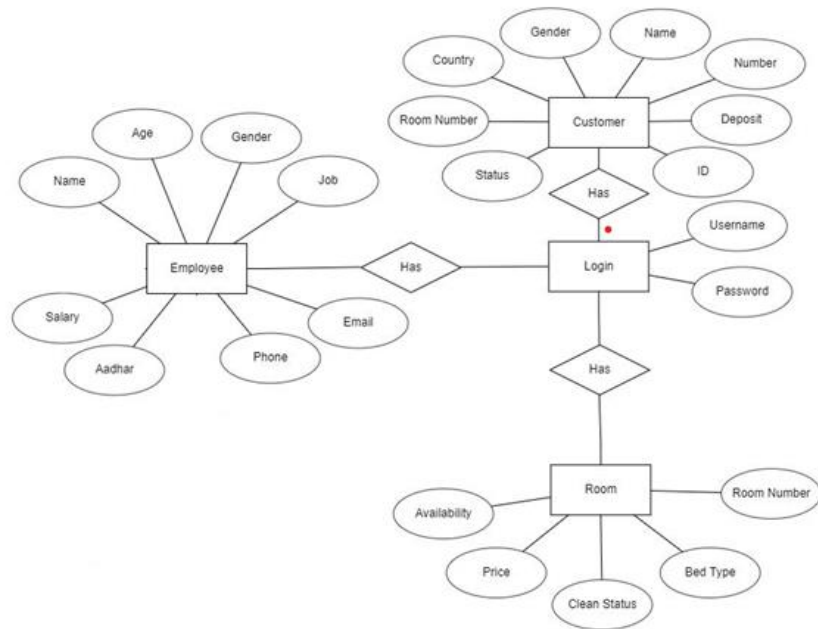 Gender
Name
Country
Number
Room Number
Customer
Deposit
Status
ID
Has
Age
Gender
Name
Job
Employee
Salary
Aadhar
Phone
Email
Has
Login
Username
Password
Has
Room
Availability
Room Number
Price
Bed Type
Clean Status